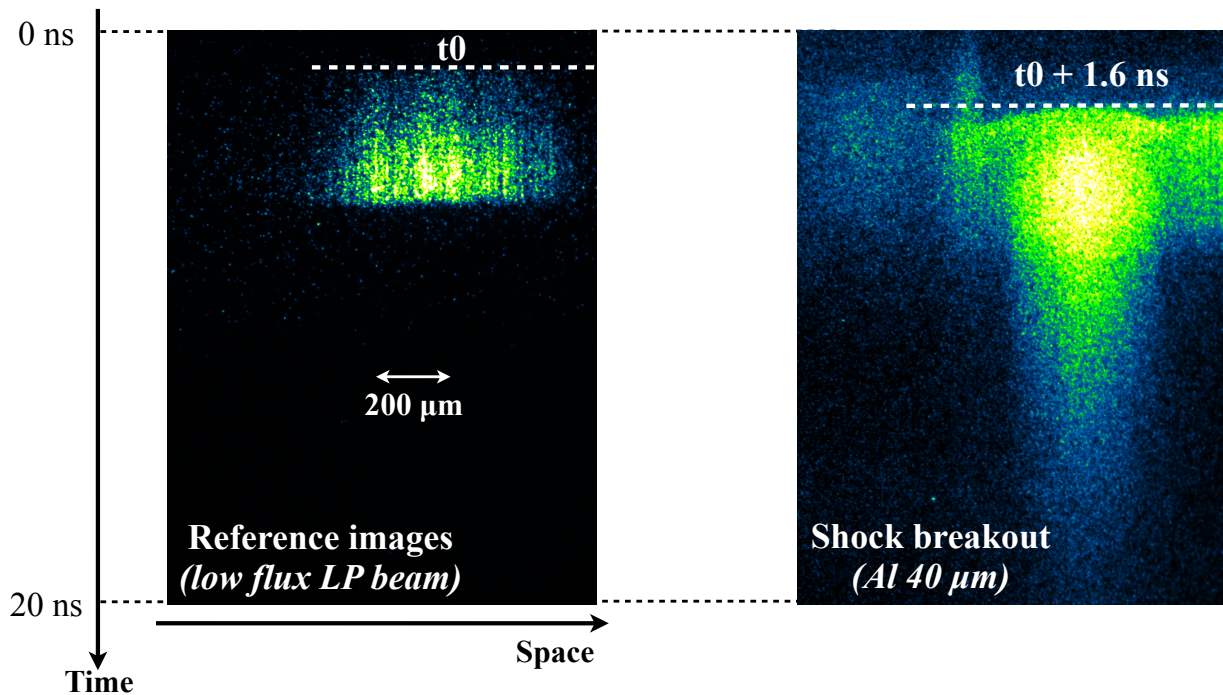 0 ns
t0
t0 + 1.6 ns
200 µm
Reference images
(low flux LP beam)
Shock breakout
(Al 40 µm)
20 ns
Space
Time